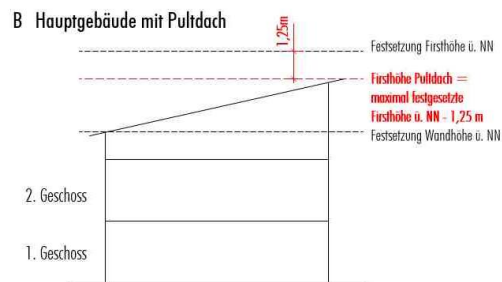 B Hauptgebäude mit Pultdach
1,25m
Festsetzung Firsthöhe ü. NN
Firsthöhe Pultdach =
maximal festgesetzte
Firsthöhe ü. NN - 1,25 m
Festsetzung Wandhöhe ü. NN
2. Geschoss
1. Geschoss